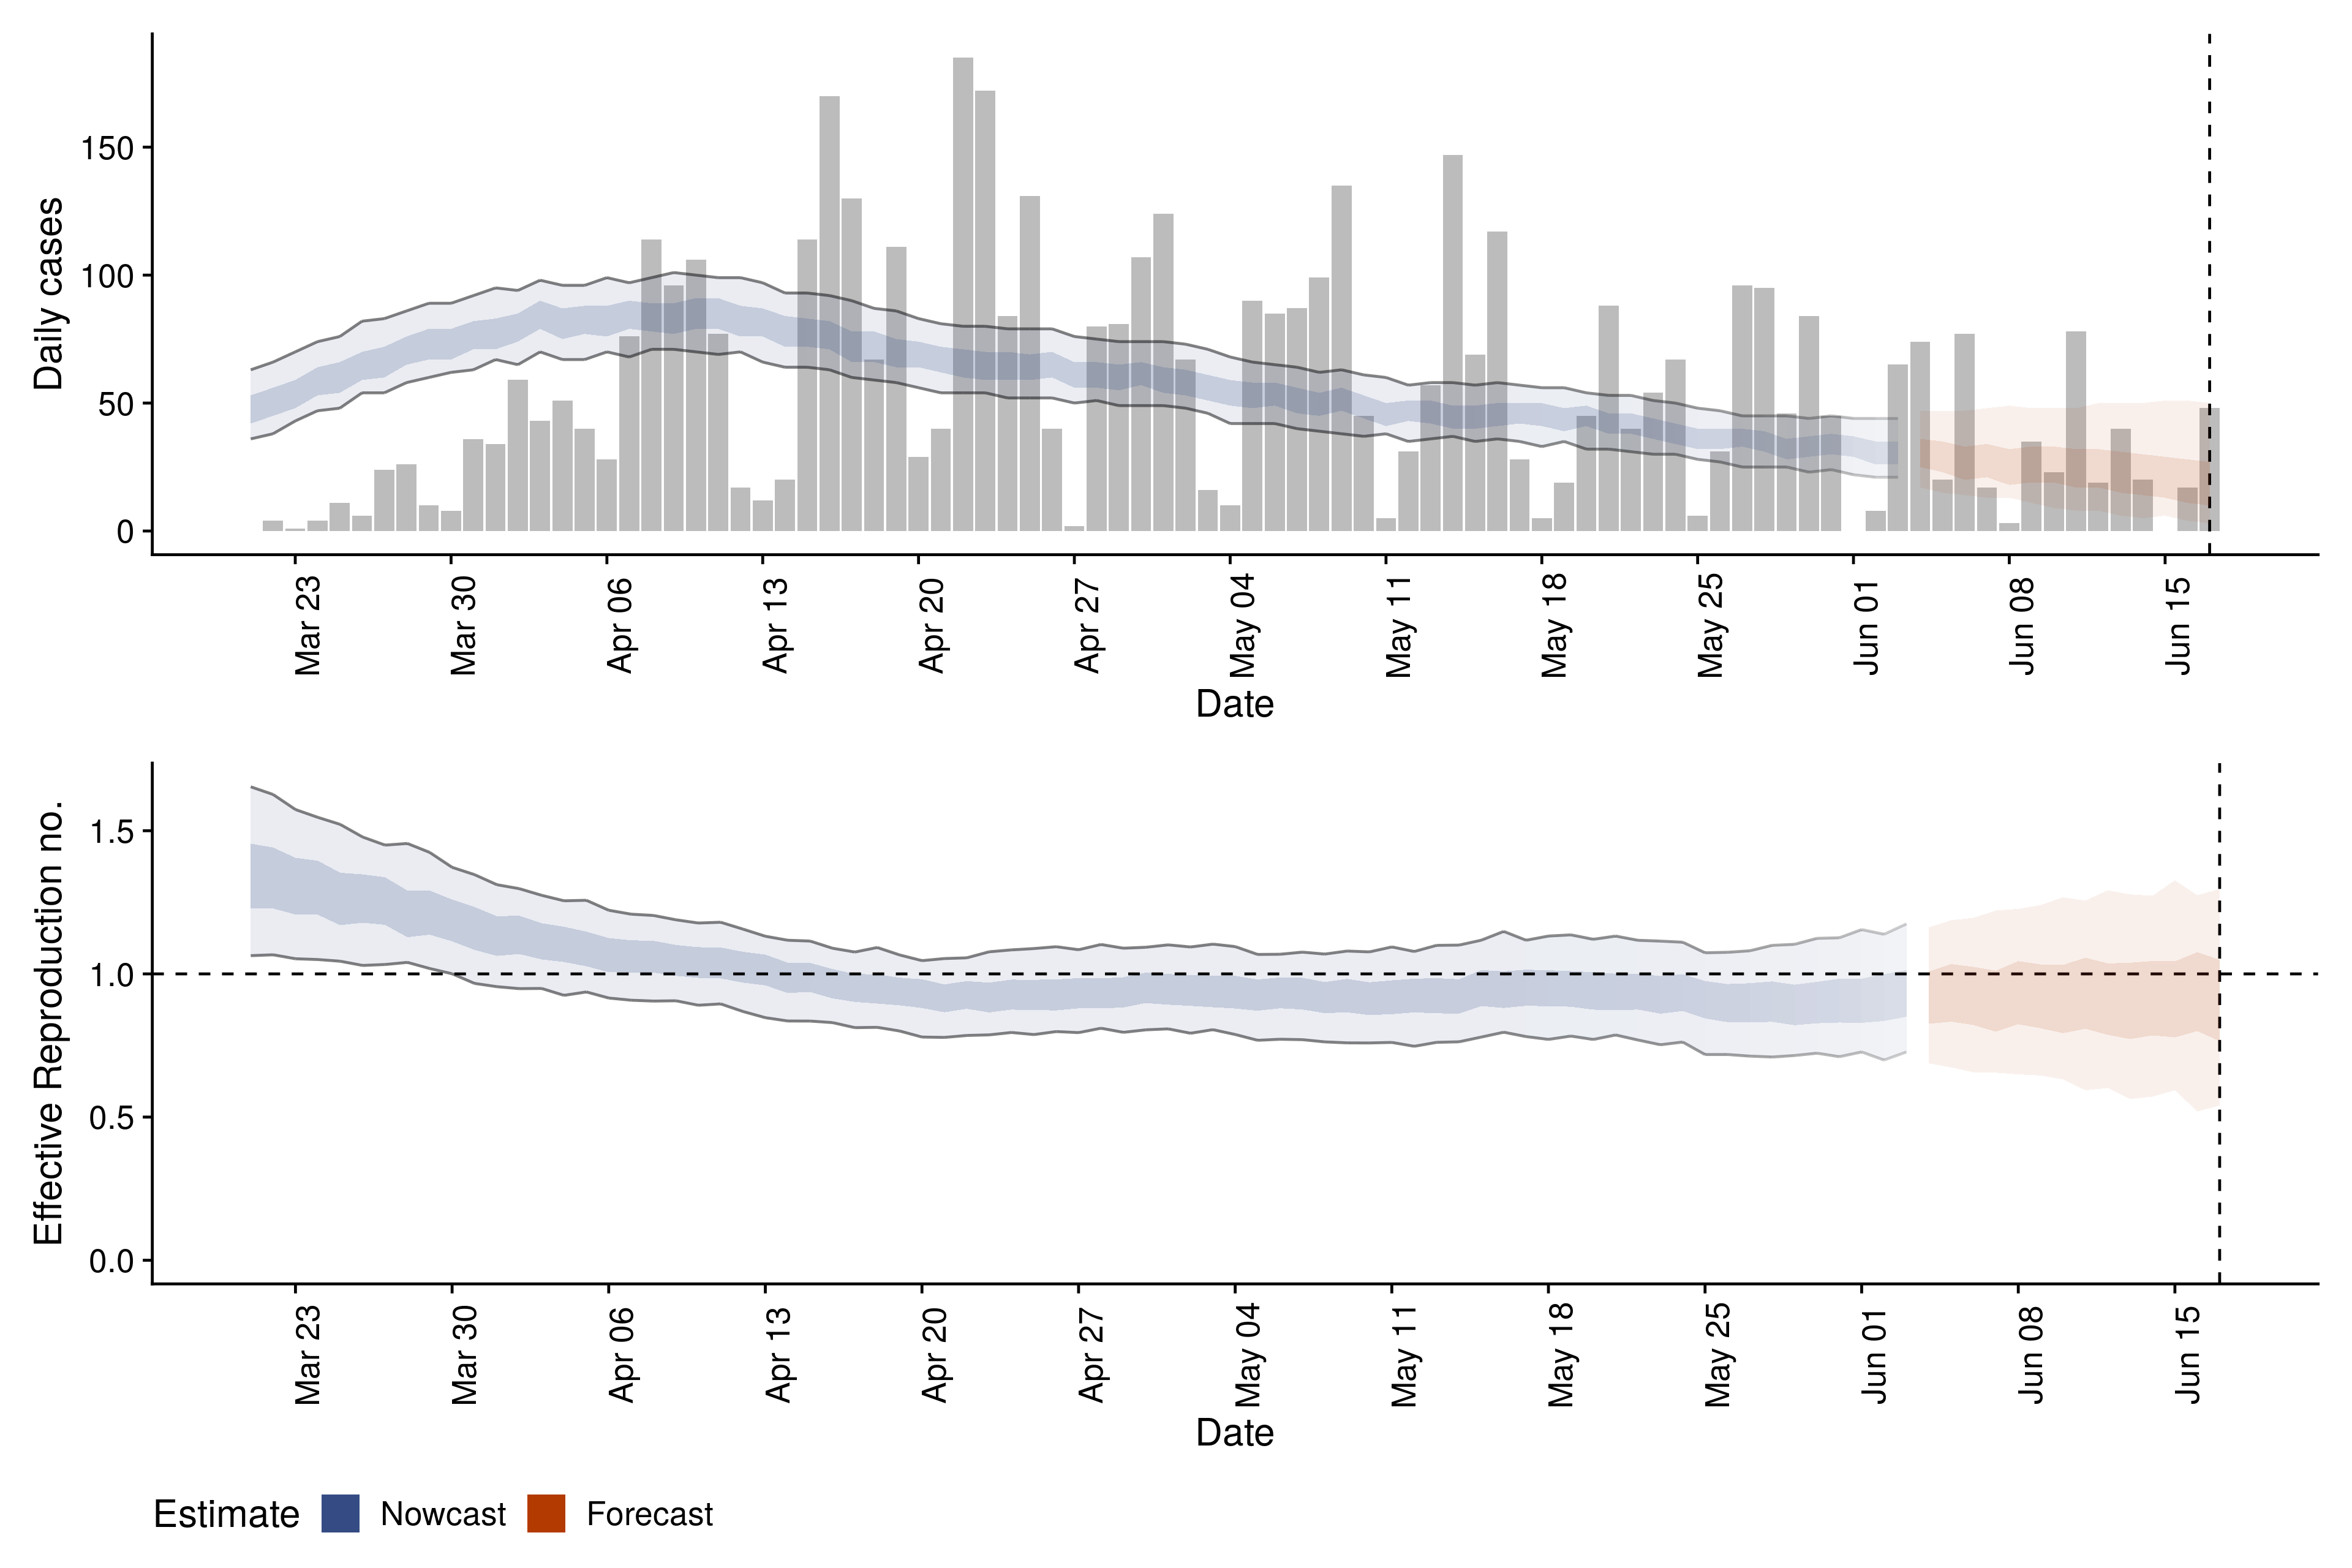 Daily cases
150
100
50
0
Mar 23
Mar 30
Apr 06
Apr 13
Apr 20
Apr 27
May 04
May 11
May 18
May 25
Jun 01
Jun 08
Jun 15
Date
Effective Reproduction no.
1.5
1.0
0.5
0.0
Mar 23
Mar 30
Apr 06
Apr 13
Apr 20
Apr 27
May 04
May 11
May 18
May 25
Jun 01
Jun 08
Jun 15
Date
Estimate Nowcast Forecast